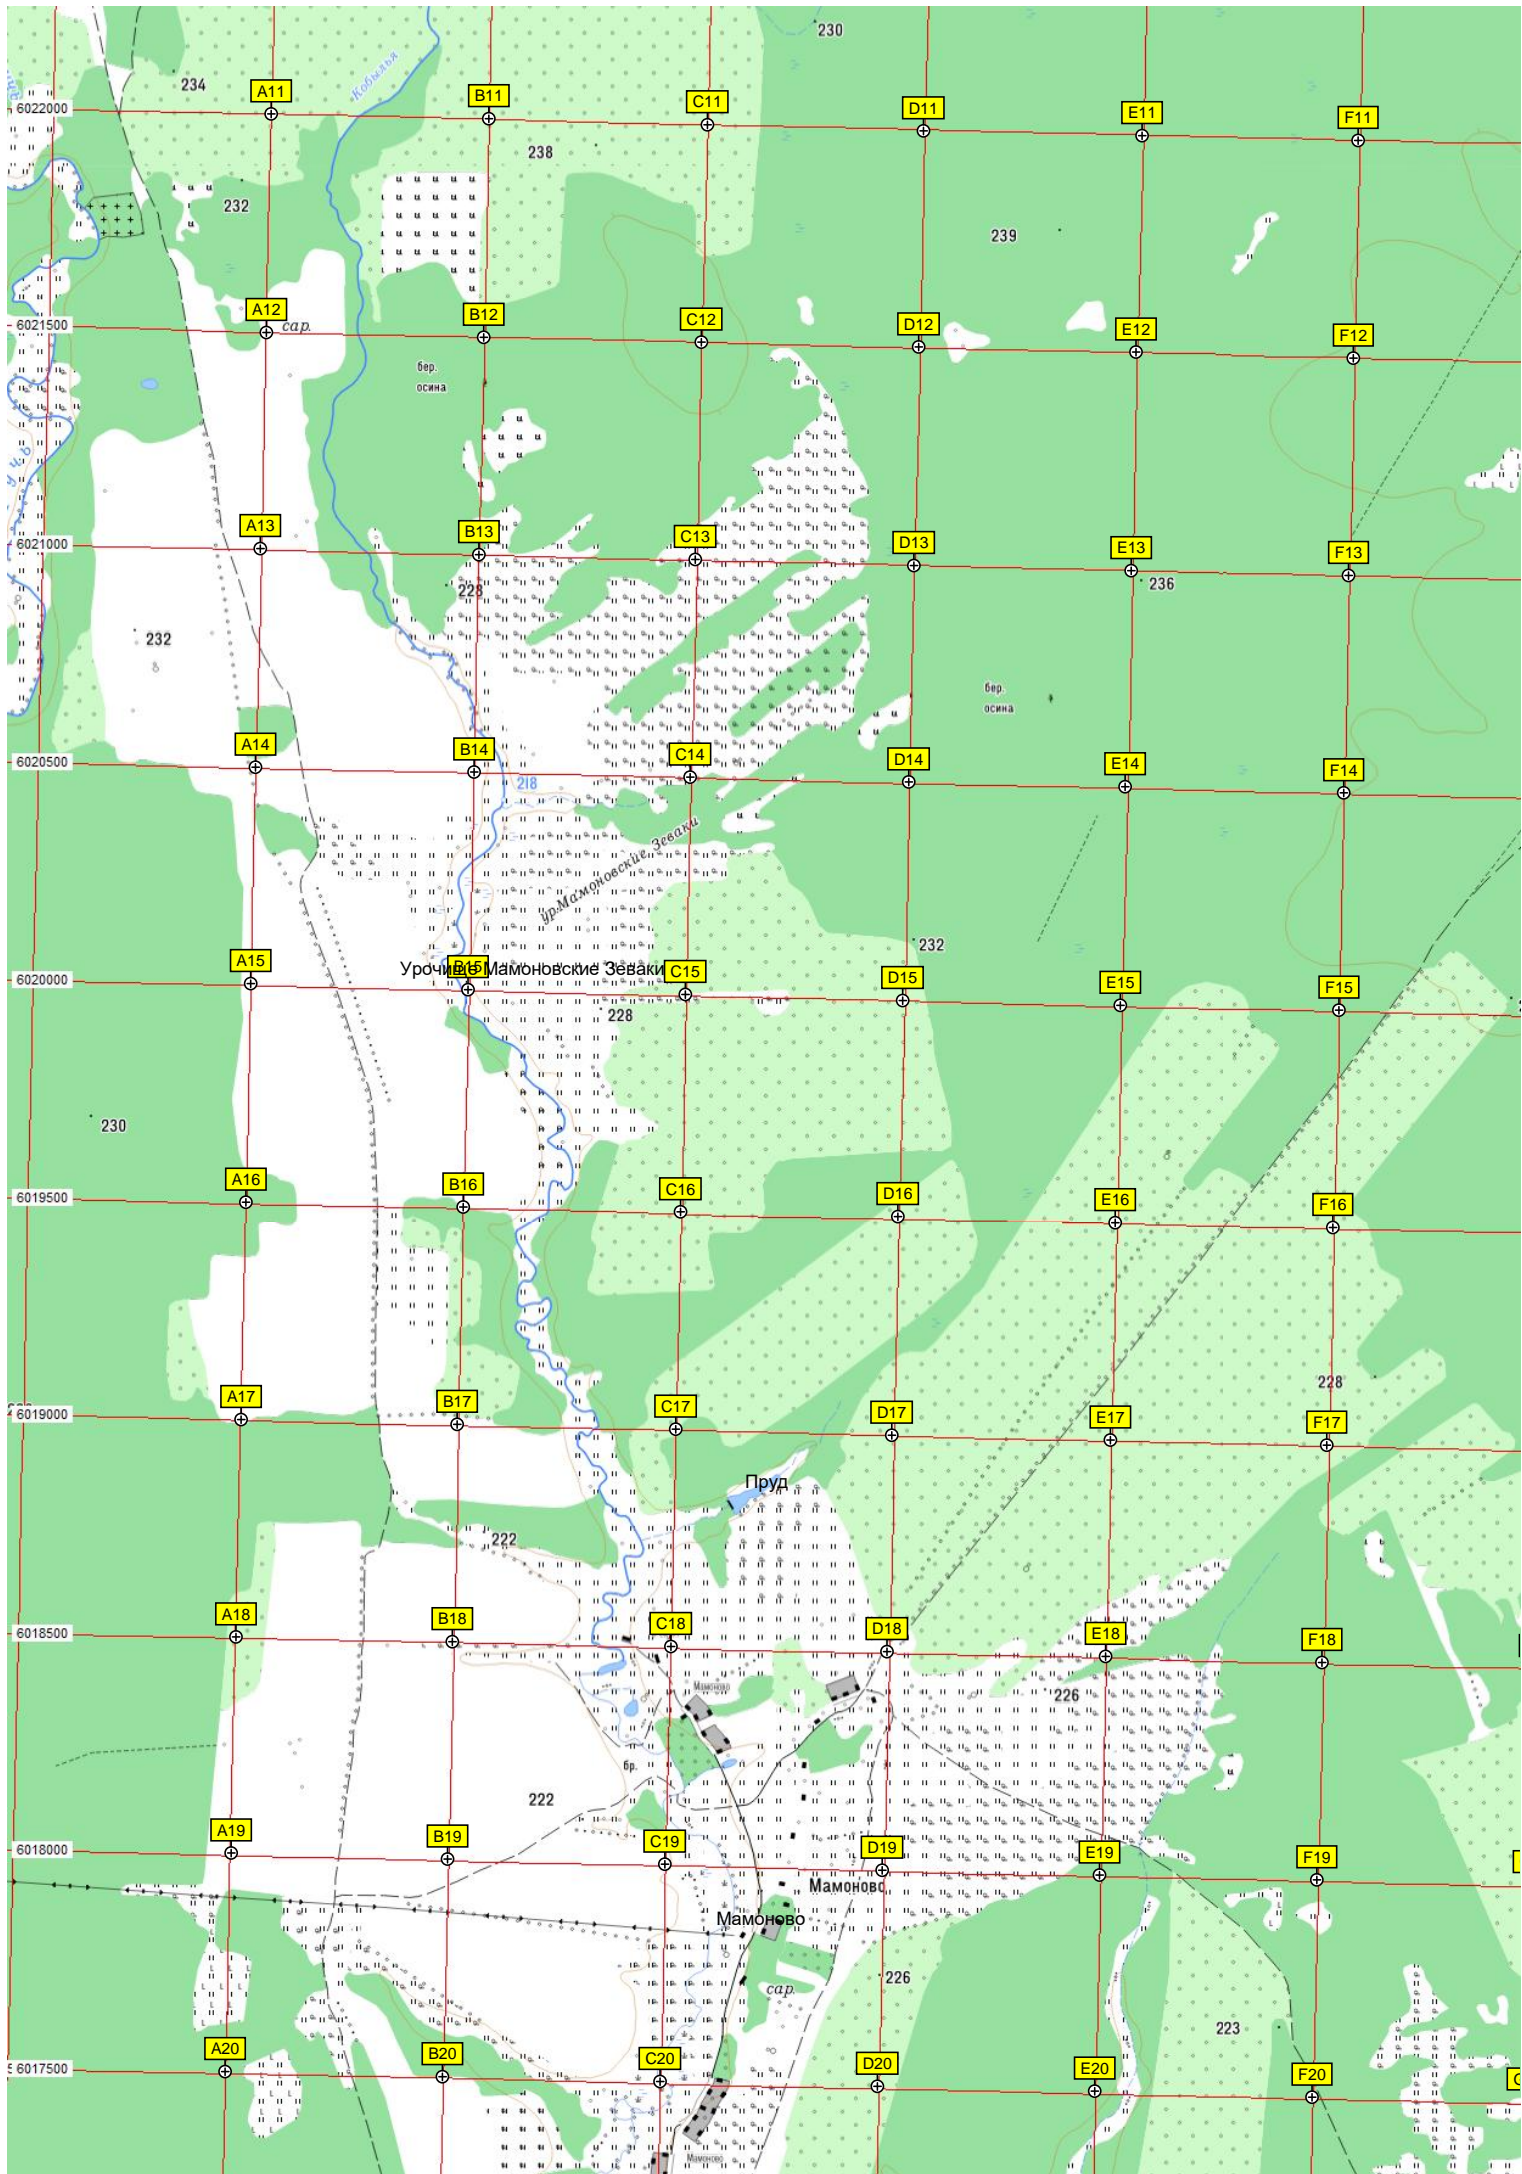 230
234
Кобылья
A11
B11
C11
D11
E11
F11
6022000
238
232
239
A12
B12
C12
D12
E12
F12
6021500
сар.
бер.
осина
A13
B13
C13
D13
E13
F13
6021000
228
236
232
бер.
осина
A14
B14
C14
D14
E14
F14
6020500
218
ур.Мамоновские Зеваки
232
Урочище Мамоновские Зеваки
A15
B15
C15
D15
E15
F15
6020000
228
230
A16
B16
C16
D16
E16
F16
6019500
228
A17
B17
C17
D17
E17
F17
6019000
Пруд
222
A18
B18
C18
D18
E18
F18
6018500
Мамоново
226
бр.
222
A19
B19
C19
D19
E19
F19
6018000
Мамоново
Мамоново
226
сар.
223
A20
B20
C20
D20
E20
F20
6017500
Мамоново